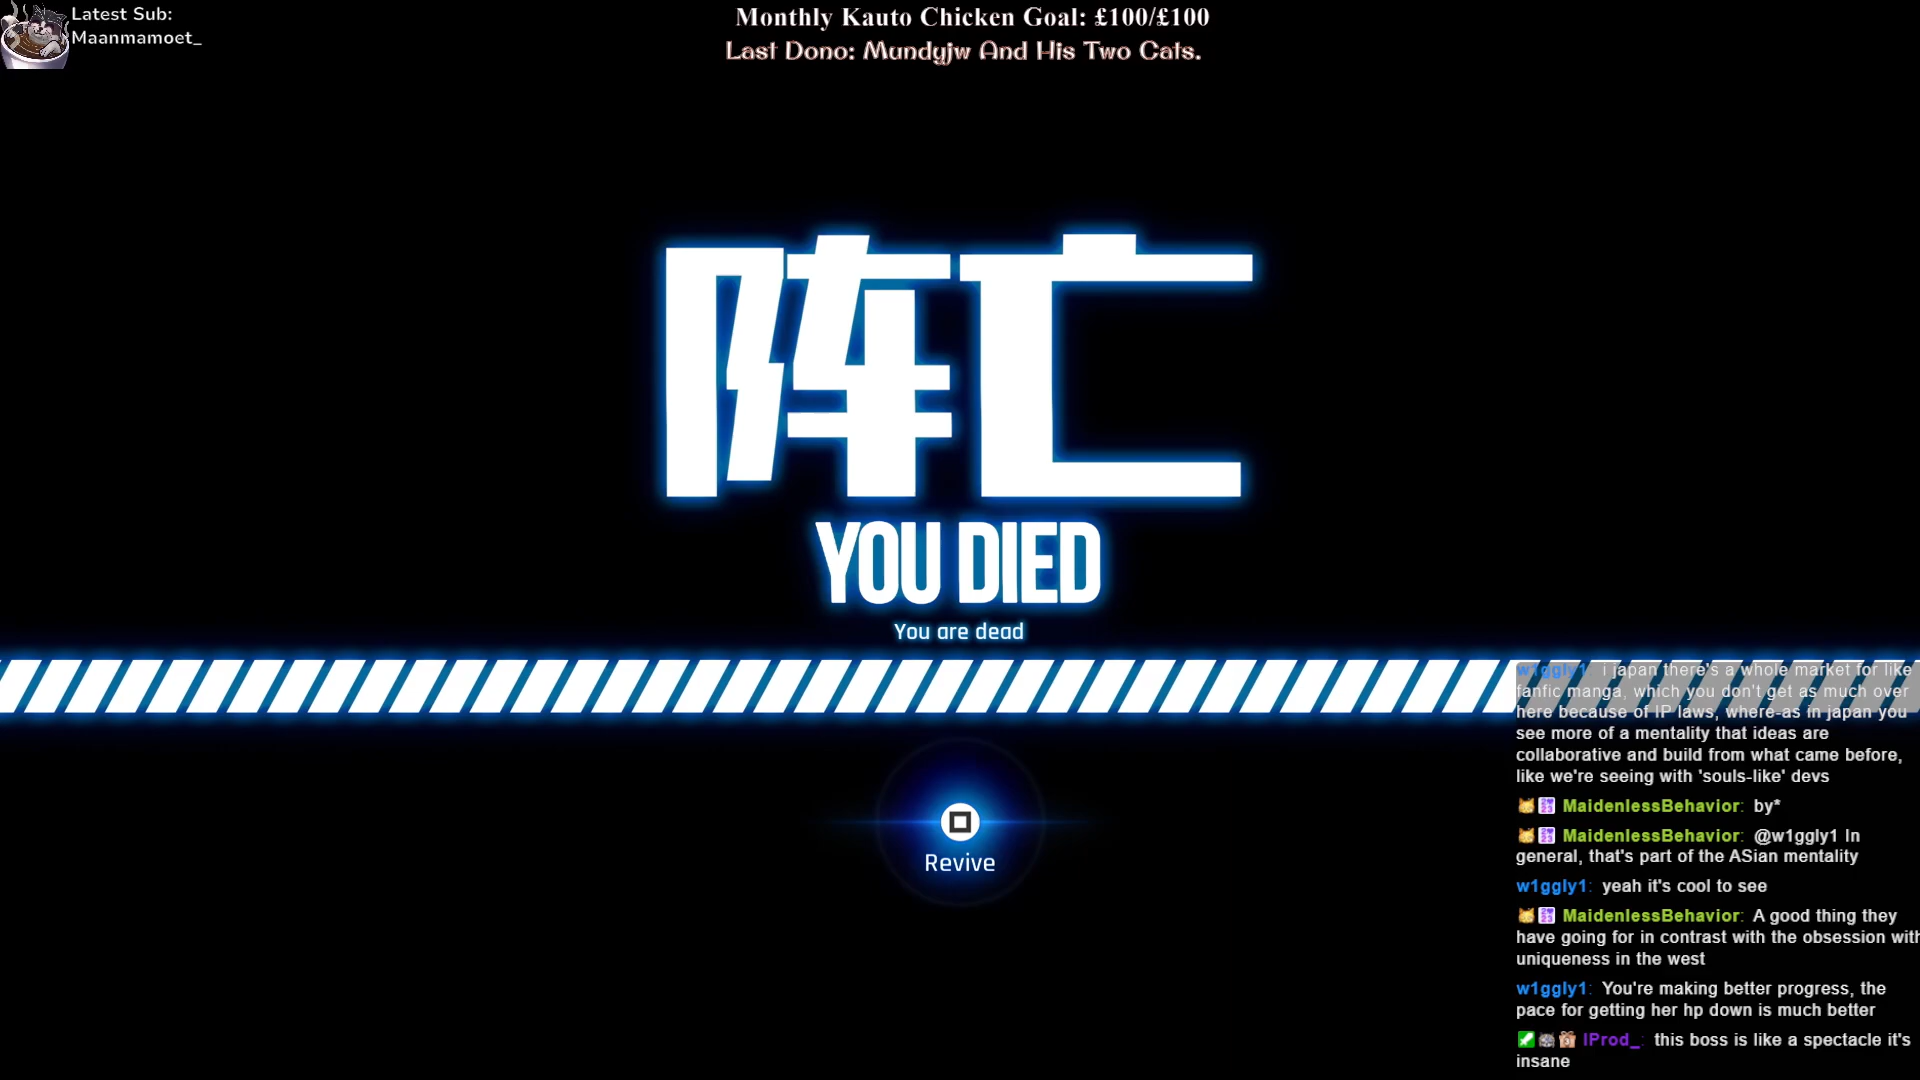 Latest Sub:
Maanmamoet_
Monthly Kauto Chicken Goal: £100/£100
Last Dono: Mundyjw And His Two Cats.
阵亡
YOU DIED
You are dead
Revive
w1ggly1: i japan there's a whole market for like
fanfic manga, which you don't get as much over
here because of IP laws, where-as in japan you
see more of a mentality that ideas are
collaborative and build from what came before,
like we're seeing with 'souls-like' devs
MaidenlessBehavior: by*
MaidenlessBehavior: @w1ggly1 In
general, that's part of the ASian mentality
w1ggly1: yeah it's cool to see
MaidenlessBehavior: A good thing they
have going for in contrast with the obsession with
uniqueness in the west
w1ggly1: You're making better progress, the
pace for getting her hp down is much better
IProd_: this boss is like a spectacle it's
insane